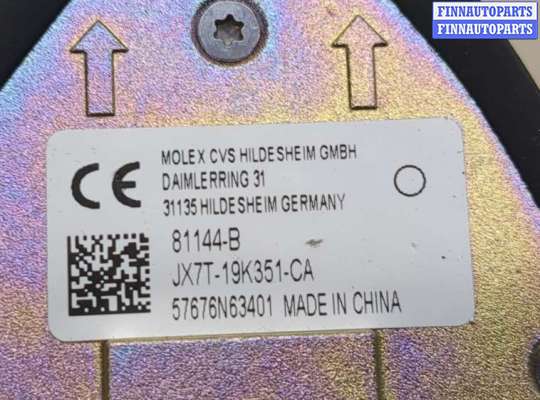 FINNAUTOPARTS
FINNAUTOPARTS
CE
MOLEX CVS HILDESHEIM GMBH
DAIMLERRING 31
31135 HILDESHEIM GERMANY
81144-B
JX7T-19K351-CA
57676N63401 MADE IN CHINA